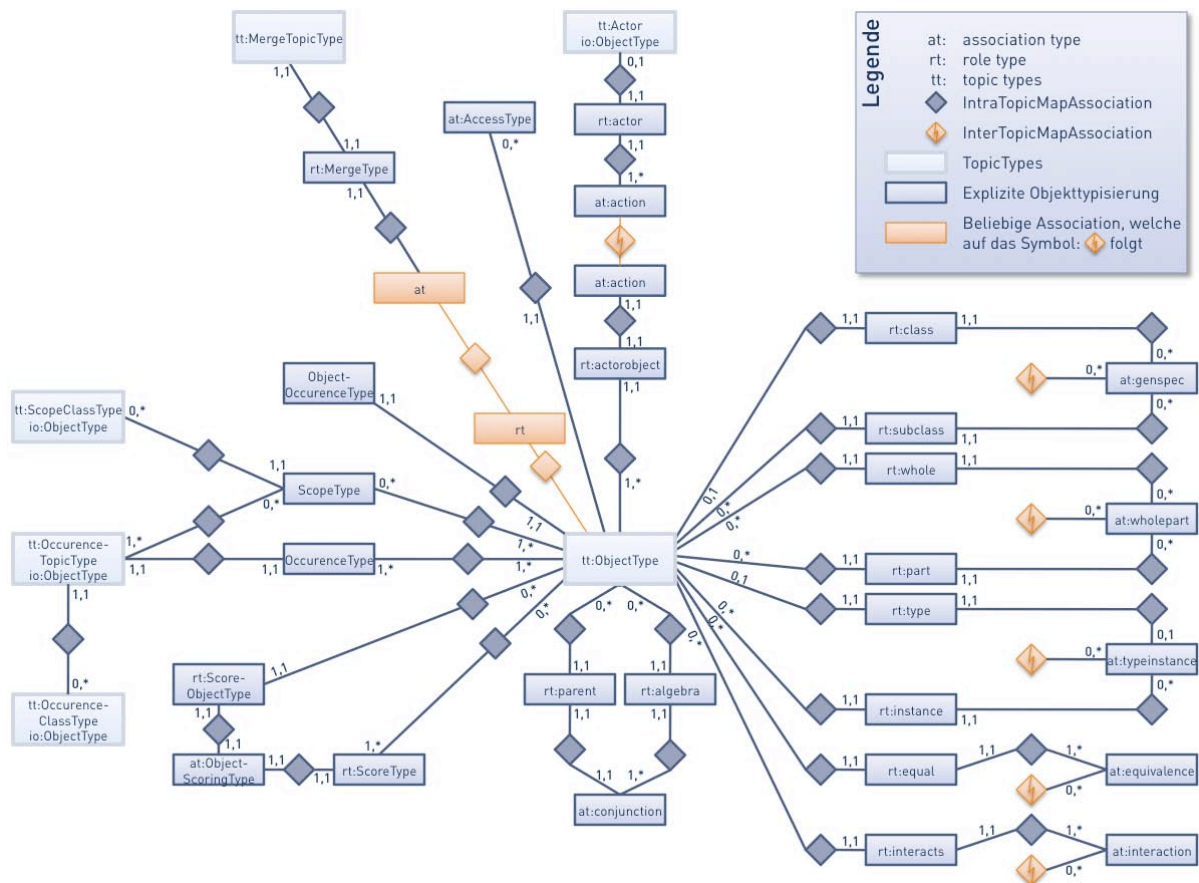 tt:MergeTopicType
1,1
1,1
rt:MergeType
1,1
at
rt
at:AccessType
0,*
1,1
tt:Actor
io:ObjectType
0,1
1,1
rt:actor
1,1
1,*
at:action
at:action
1,1
1,1
rt:actorobject
1,1
1,*
Legende
at: association type
rt: role type
tt: topic types
IntraTopicMapAssociation
InterTopicMapAssociation
TopicTypes
Explizite Objekttypisierung
Beliebige Association, welche
auf das Symbol: folgt
Object-
OccurenceType
1,1
1,1
tt:ScopeClassType
io:ObjectType
0,*
1,1
0,*
ScopeType
0,*
1,*
tt:Occurence-
TopicType
io:ObjectType
1,*
1,1
1,1
OccurenceType
1,*
1,*
1,1
0,*
tt:Occurence-
ClassType
io:ObjectType
tt:ObjectType
0,*
0,*
rt:Score-
ObjectType
1,1
1,1
1,1
at:Object-
ScoringType
1,1
1,1
rt:ScoreType
1,*
0,*
0,*
1,1
1,1
rt:parent
rt:algebra
1,1
1,1
1,1
1,*
at:conjunction
0,1
0,*
0,*
0,*
0,1
0,*
0,*
0,*
1,1
rt:class
1,1
0,*
0,*
at:genspec
0,*
1,1
rt:subclass
1,1
1,1
rt:whole
1,1
0,*
0,*
at:wholepart
0,*
1,1
rt:part
1,1
1,1
rt:type
1,1
0,1
0,*
at:typeinstance
0,*
1,1
rt:instance
1,1
1,1
rt:equal
1,1
1,*
0,*
at:equivalence
1,1
rt:interacts
1,1
1,*
0,*
at:interaction